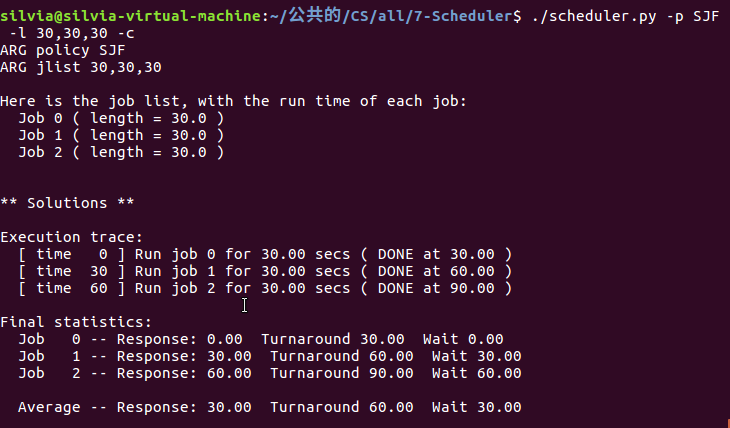 silvia@silvia-virtual-machine:~/公共的/CS/all/7-Scheduler$ ./scheduler.py -p SJF
 -l 30,30,30 -c
ARG policy SJF
ARG jlist 30,30,30

Here is the job list, with the run time of each job:
  Job 0 ( length = 30.0 )
  Job 1 ( length = 30.0 )
  Job 2 ( length = 30.0 )


** Solutions **

Execution trace:
  [ time   0 ] Run job 0 for 30.00 secs ( DONE at 30.00 )
  [ time  30 ] Run job 1 for 30.00 secs ( DONE at 60.00 )
  [ time  60 ] Run job 2 for 30.00 secs ( DONE at 90.00 )

Final statistics:
  Job   0 -- Response: 0.00  Turnaround 30.00  Wait 0.00
  Job   1 -- Response: 30.00  Turnaround 60.00  Wait 30.00
  Job   2 -- Response: 60.00  Turnaround 90.00  Wait 60.00

  Average -- Response: 30.00  Turnaround 60.00  Wait 30.00